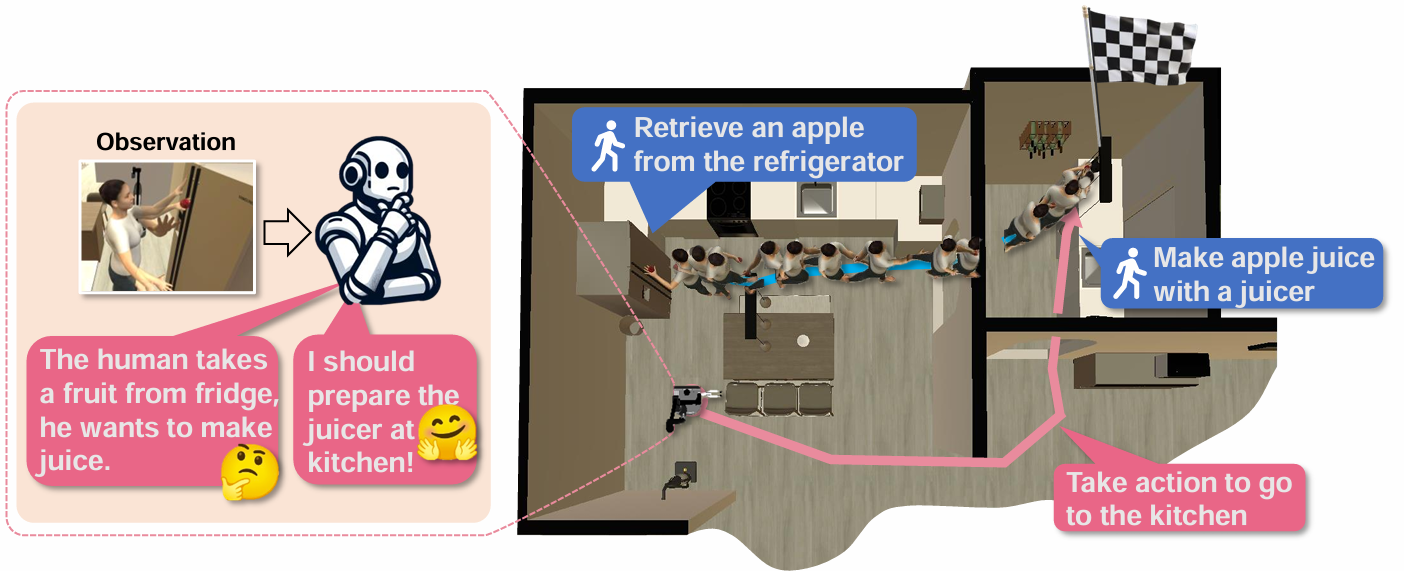 Observation
The human takes
a fruit from fridge,
he wants to make
juice.
I should
prepare the
juicer at
kitchen!
Retrieve an apple
from the refrigerator
Make apple juice
with a juicer
Take action to go
to the kitchen